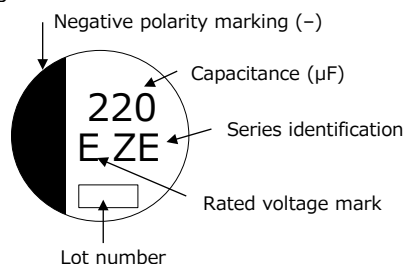 Negative polarity marking (–)
Capacitance (µF)
220
Series identification
E ZE
Rated voltage mark
Lot number